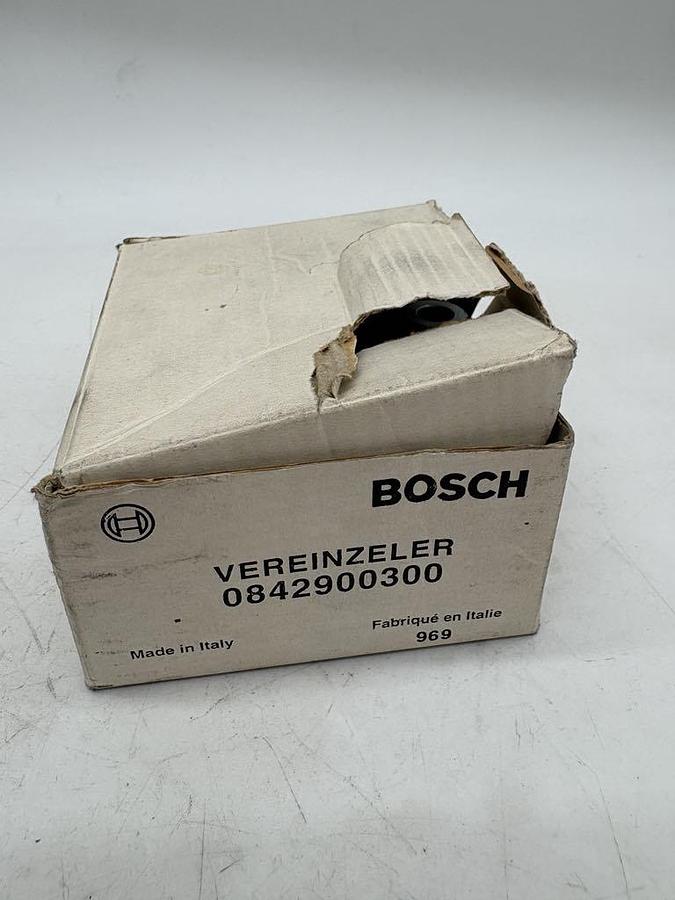 BOSCH
VEREINZELER
0842900300
Made in Italy
Fabriqué en Italie
969